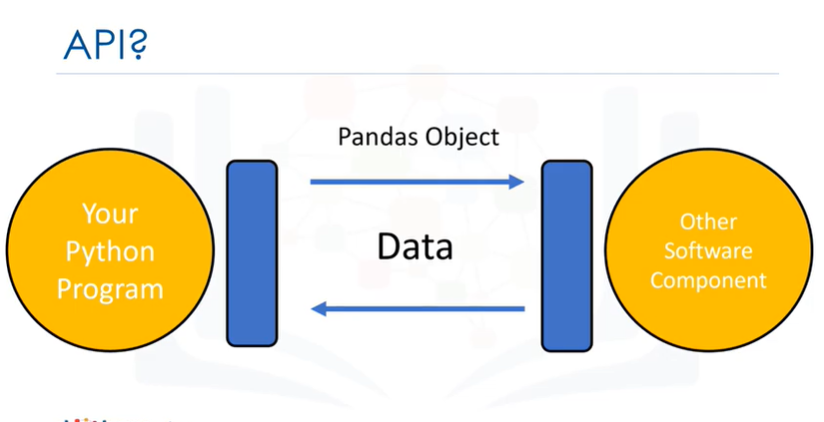 API?
Pandas Object
Your
Python
Program
Data
Other
Software
Component